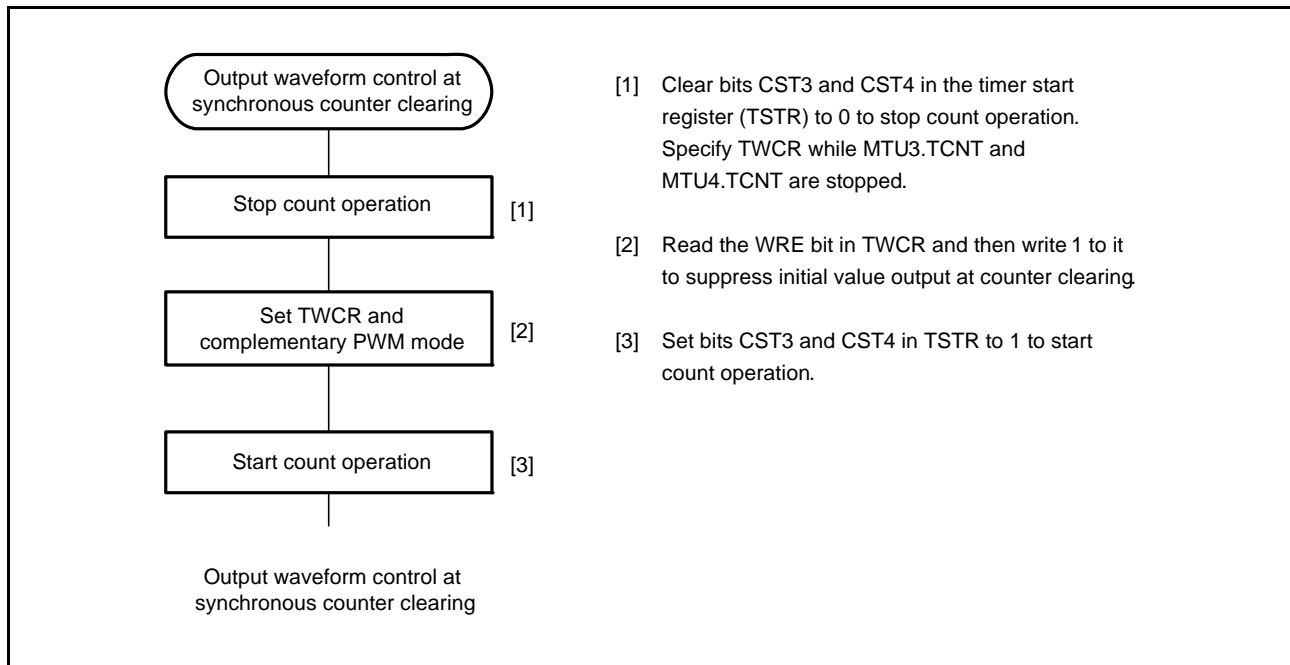 Output waveform control at
synchronous counter clearing
Stop count operation
[1]
Set TWCR and
complementary PWM mode
[2]
Start count operation
[3]
Output waveform control at
synchronous counter clearing
[1] Clear bits CST3 and CST4 in the timer start
register (TSTR) to 0 to stop count operation.
Specify TWCR while MTU3.TCNT and
MTU4.TCNT are stopped.
[2] Read the WRE bit in TWCR and then write 1 to it
to suppress initial value output at counter clearing.
[3] Set bits CST3 and CST4 in TSTR to 1 to start
count operation.